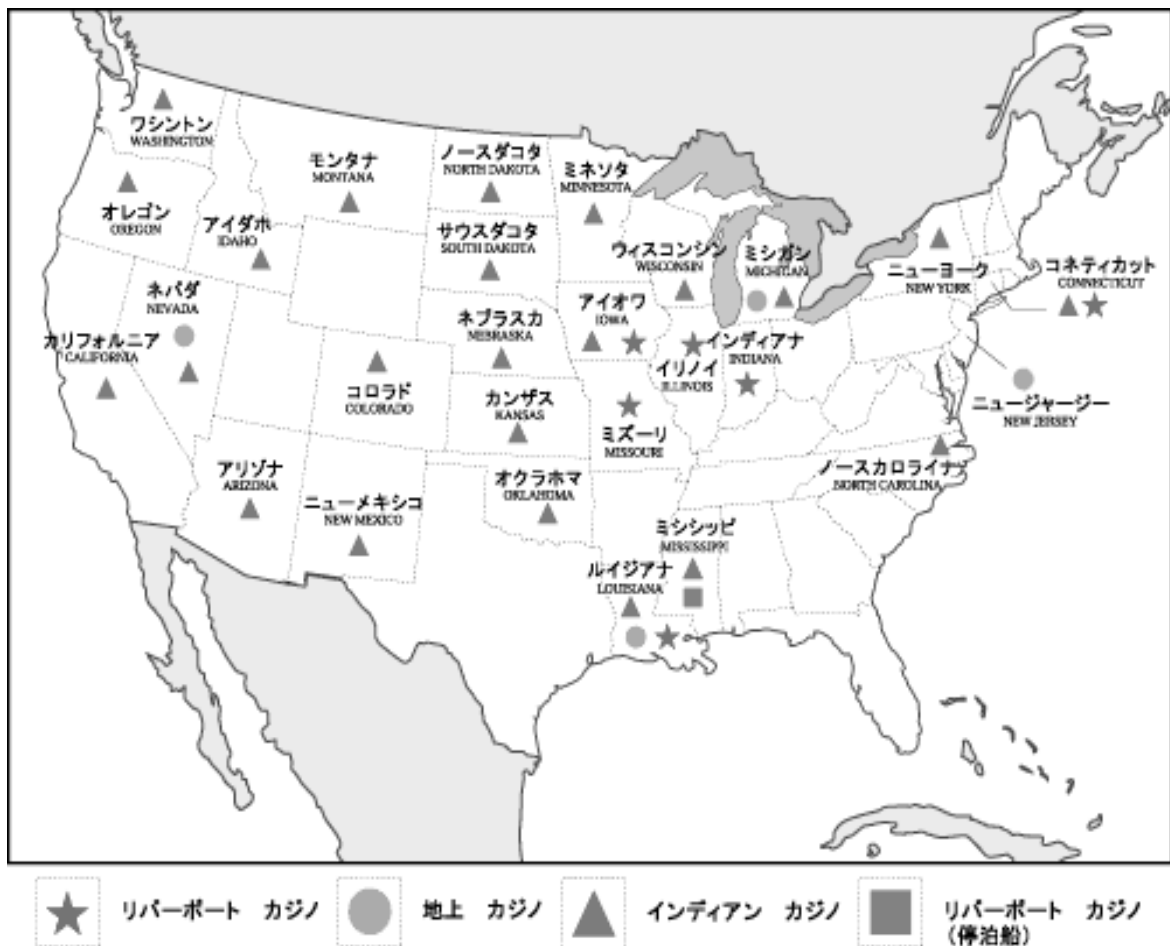 ワシントン
WASHINGTON
モンタナ
MONTANA
ノースダコタ
NORTH DAKOTA
ミネソタ
MINNESOTA
オレゴン
OREGON
アイダホ
IDAHO
サウスダコタ
SOUTH DAKOTA
ウィスコンシン
WISCONSIN
ミシガン
MICHIGAN
ニューヨーク
NEW YORK
コネティカット
CONNECTICUT
ネバダ
NEVADA
アイオワ
IOWA
ネブラスカ
NEBRASKA
カリフォルニア
CALIFORNIA
インディアナ
INDIANA
イリノイ
ILLINOIS
コロラド
COLORADO
カンザス
KANSAS
ミズーリ
MISSOURI
ニュージャージー
NEW JERSEY
アリゾナ
ARIZONA
ニューメキシコ
NEW MEXICO
オクラホマ
OKLAHOMA
ノースカロライナ
NORTH CAROLINA
ミシシッピ
MISSISSIPPI
ルイジアナ
LOUISIANA
リバーボート カジノ
地上 カジノ
インディアン カジノ
リバーボート カジノ
(停泊船)